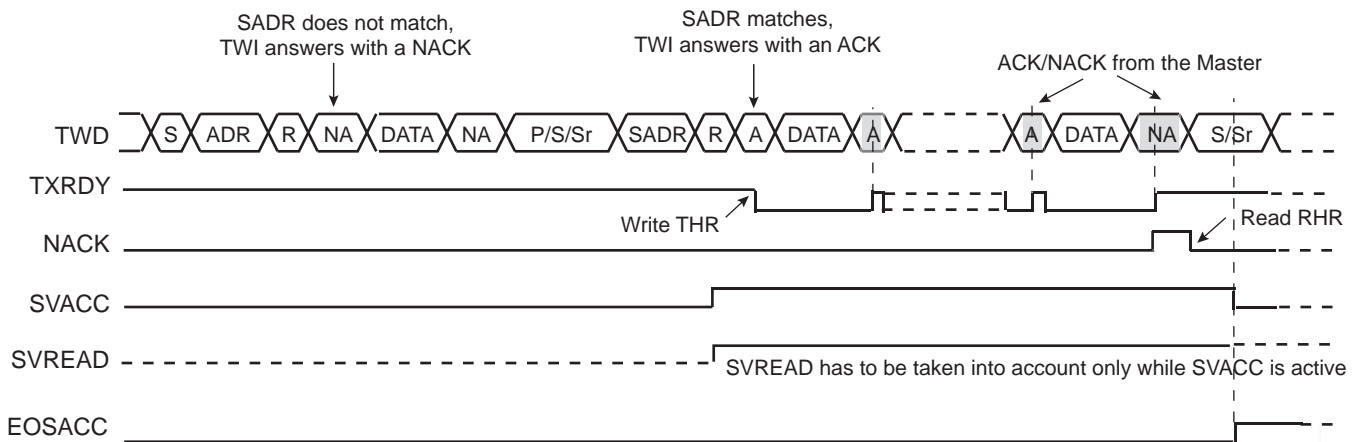 SADR does not match,
TWI answers with a NACK
SADR matches,
TWI answers with an ACK
ACK/NACK from the Master
TWD S ADR R NA DATA NA P/S/Sr SADR R A DATA A A DATA NA S/Sr
TXRDY
Write THR
Read RHR
NACK
SVACC
SVREAD
SVREAD has to be taken into account only while SVACC is active
EOSACC